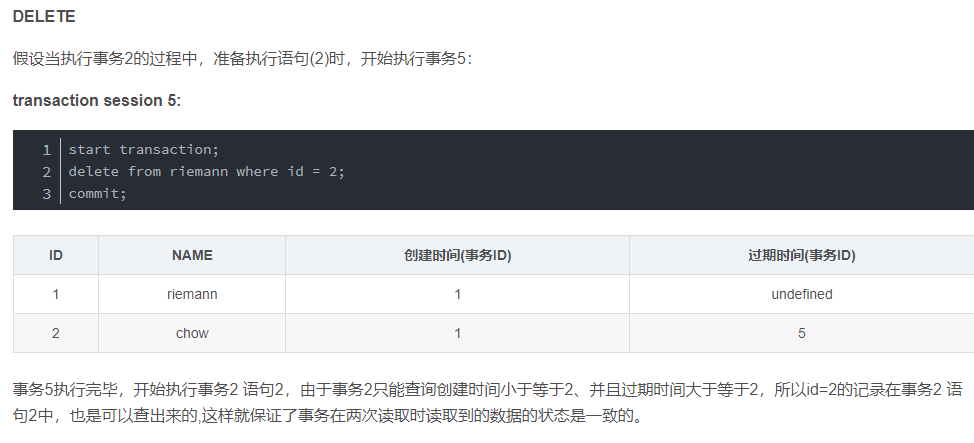 DELETE
假设当执行事务2的过程中，准备执行语句(2)时，开始执行事务5：
transaction session 5:
1 start transaction;
2 delete from riemann where id = 2;
3 commit;
ID NAME 创建时间(事务ID) 过期时间(事务ID)
1 riemann 1 undefined
2 chow 1 5
事务5执行完毕，开始执行事务2 语句2，由于事务2只能查询创建时间小于等于2、并且过期时间大于等于2，所以id=2的记录在事务2 语
句2中，也是可以查出来的,这样就保证了事务在两次读取时读取到的数据的状态是一致的。